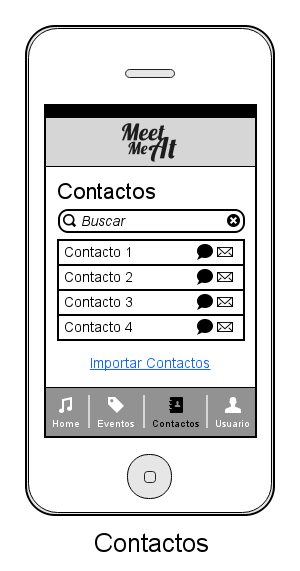 Meet
Me At
Contactos
Buscar
Contacto 1
Contacto 2
Contacto 3
Contacto 4
Importar Contactos
Home Eventos Contactos Usuario
Contactos